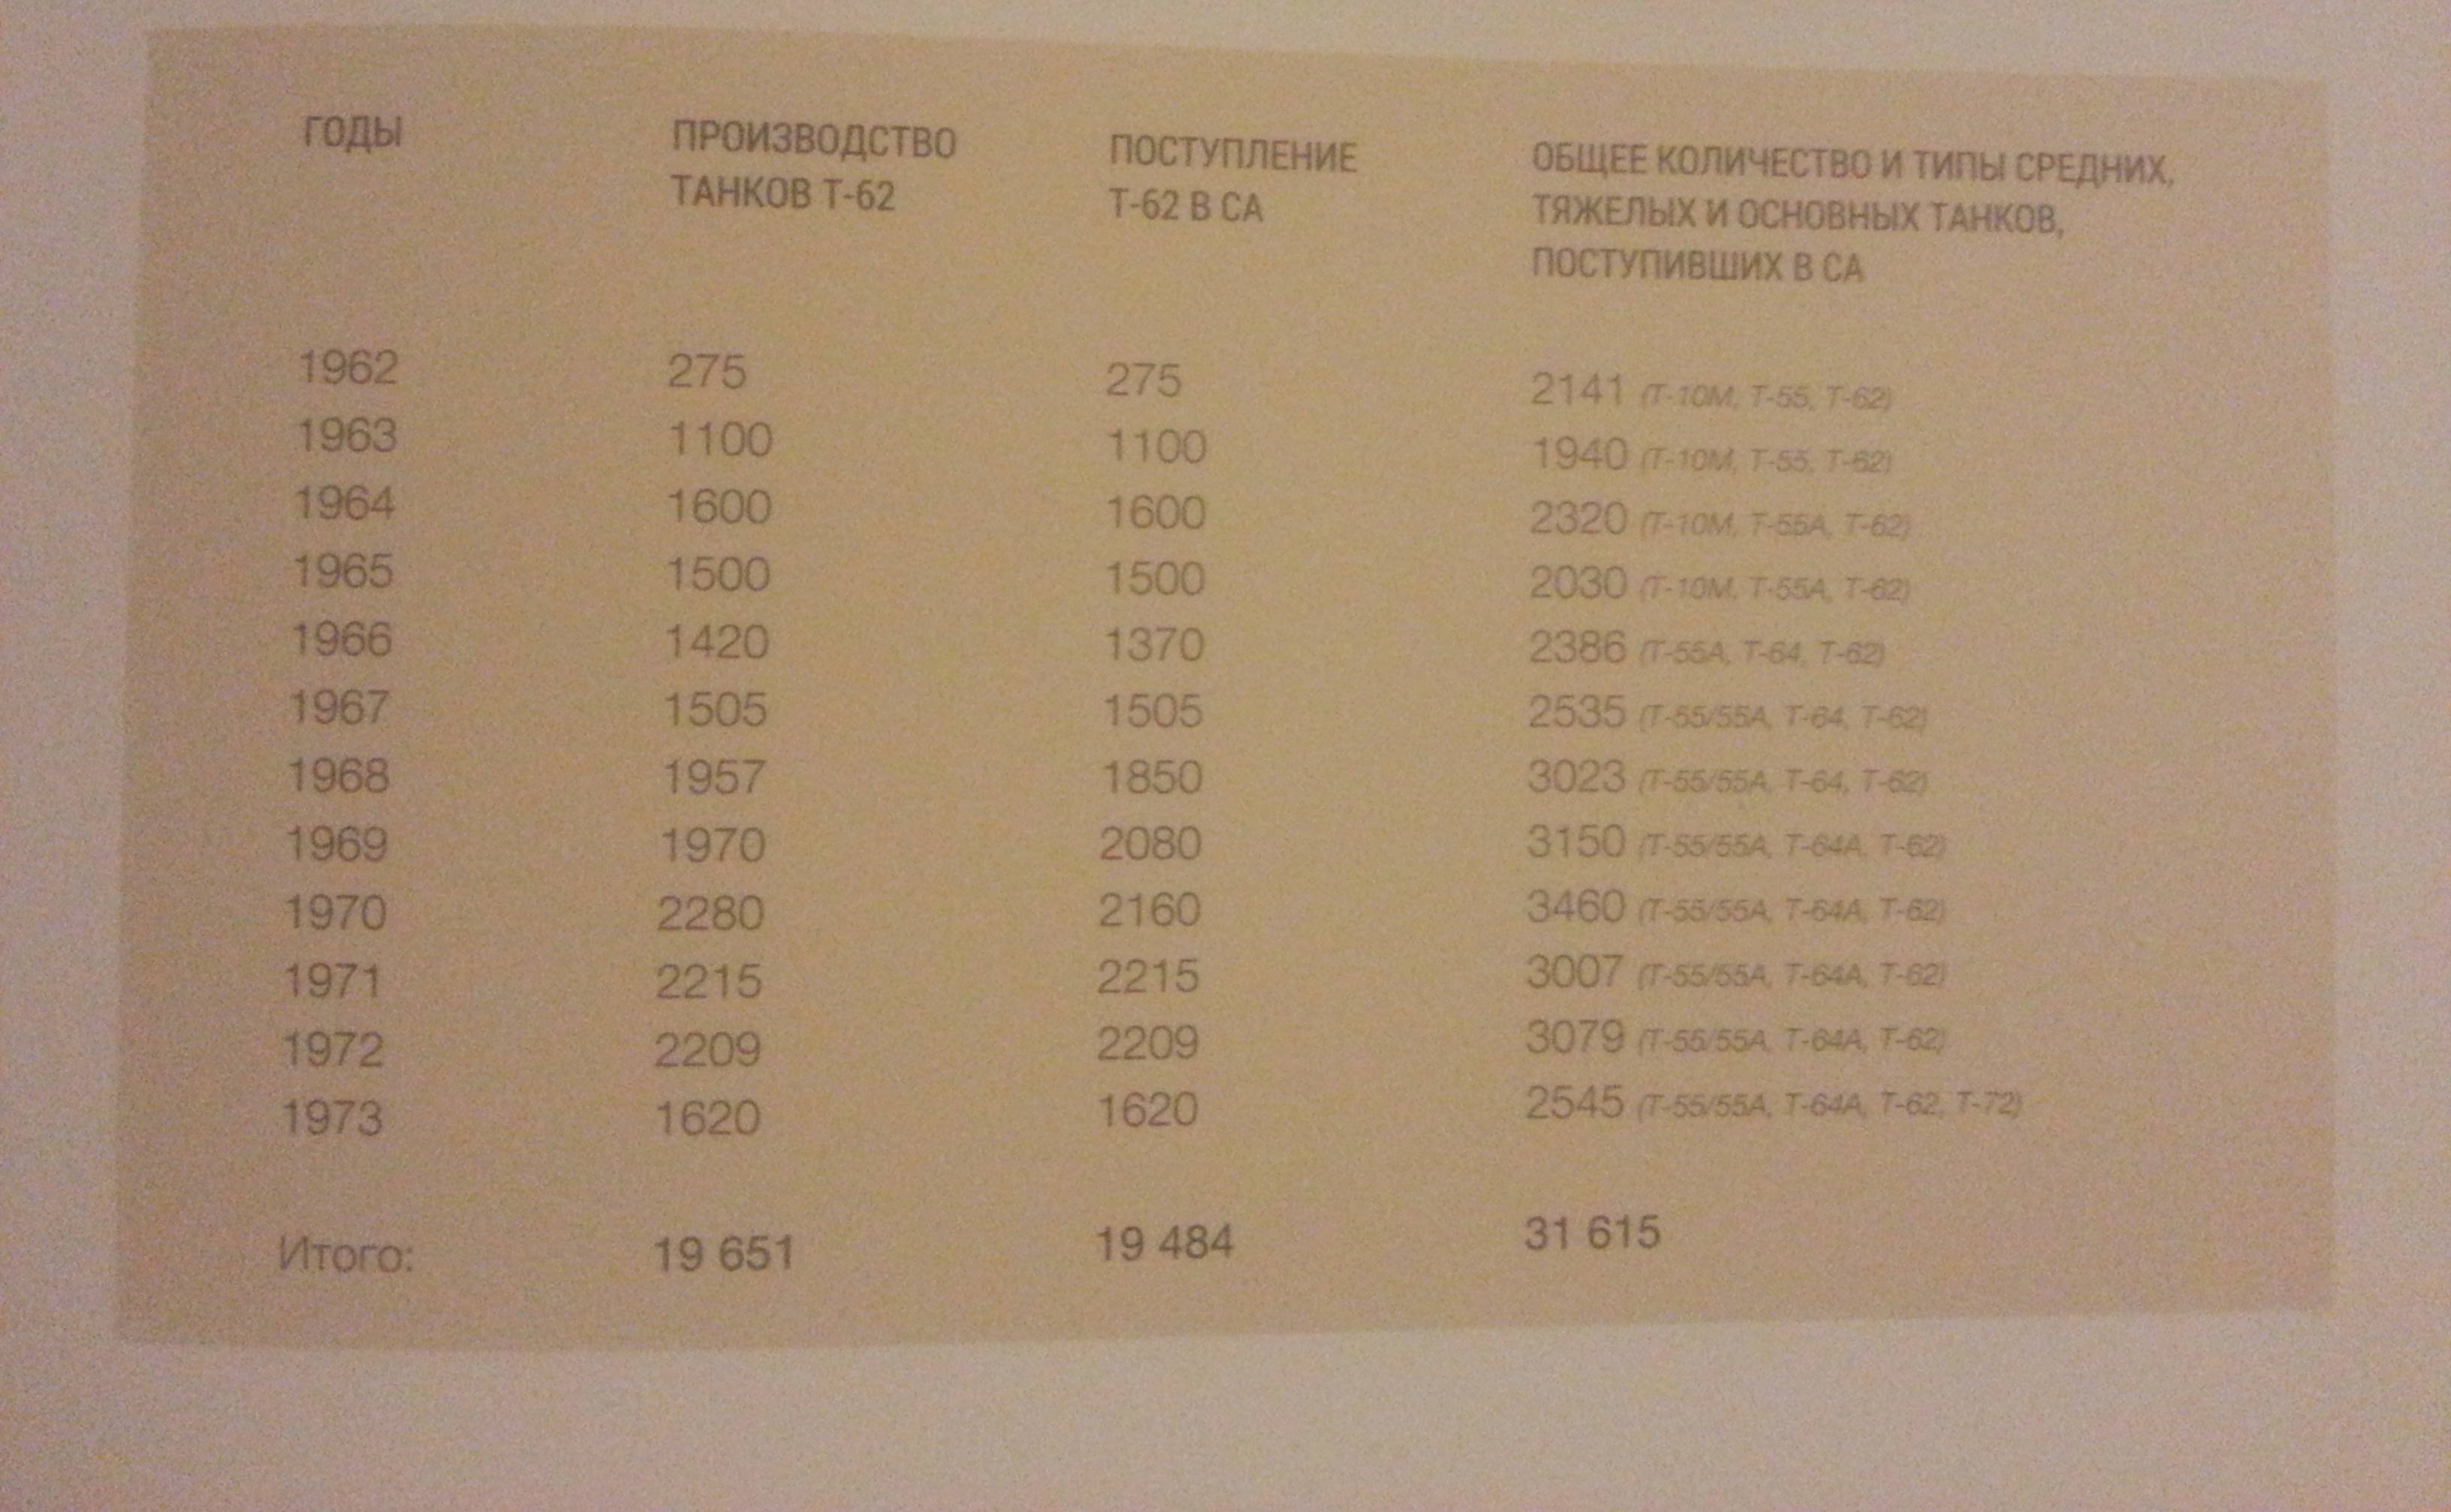 ГОДЫ ПРОИЗВОДСТВО ТАНКОВ Т-62 ПОСТУПЛЕНИЕ Т-62 В СА ОБЩЕЕ КОЛИЧЕСТВО И ТИПЫ СРЕДНИХ, ТЯЖЕЛЫХ И ОСНОВНЫХ ТАНКОВ, ПОСТУПИВШИХ В СА
1962 275 275 2141 (Т-10М, Т-55, Т-62)
1963 1100 1100 1940 (Т-10М, Т-55, Т-62)
1964 1600 1600 2320 (Т-10М, Т-55А, Т-62)
1965 1500 1500 2030 (Т-10М, Т-55А, Т-62)
1966 1420 1370 2386 (Т-55А, Т-64, Т-62)
1967 1505 1505 2535 (Т-55/55А, Т-64, Т-62)
1968 1957 1850 3023 (Т-55/55А, Т-64, Т-62)
1969 1970 2080 3150 (Т-55/55А, Т-64А, Т-62)
1970 2280 2160 3460 (Т-55/55А, Т-64А, Т-62)
1971 2215 2215 3007 (Т-55/55А, Т-64А, Т-62)
1972 2209 2209 3079 (Т-55/55А, Т-64А, Т-62)
1973 1620 1620 2545 (Т-55/55А, Т-64А, Т-62, Т-72)
Итого: 19 651 19 484 31 615